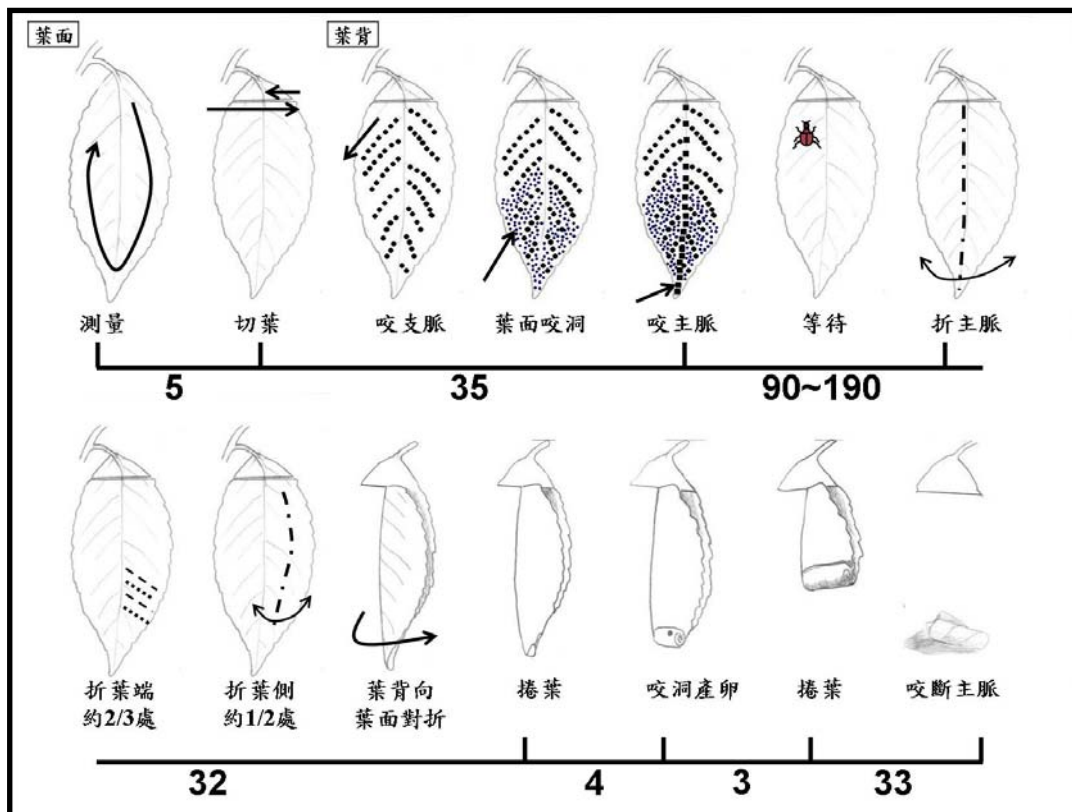 葉面
葉背
測量
切葉
咬支脈
葉面咬洞
咬主脈
等待
折主脈
5
35
90~190
折葉端
約2/3處
折葉側
約1/2處
葉背向
葉面對折
捲葉
咬洞產卵
捲葉
咬斷主脈
32
4
3
33